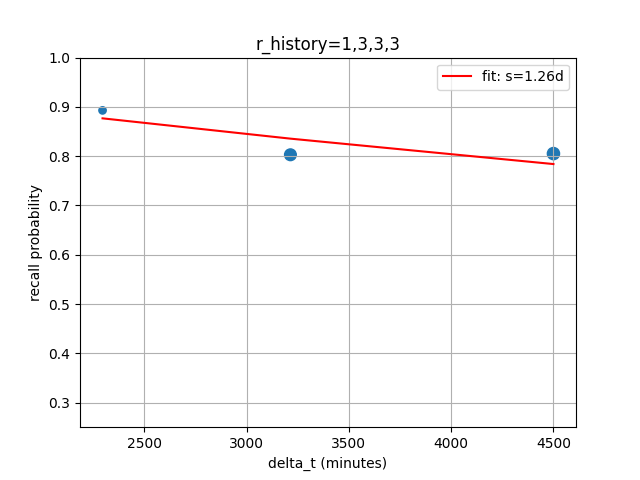 r_history=1,3,3,3
fit: s=1.26d
recall probability
1.0
0.9
0.8
0.7
0.6
0.5
0.4
0.3
2500 3000 3500 4000 4500
delta_t (minutes)